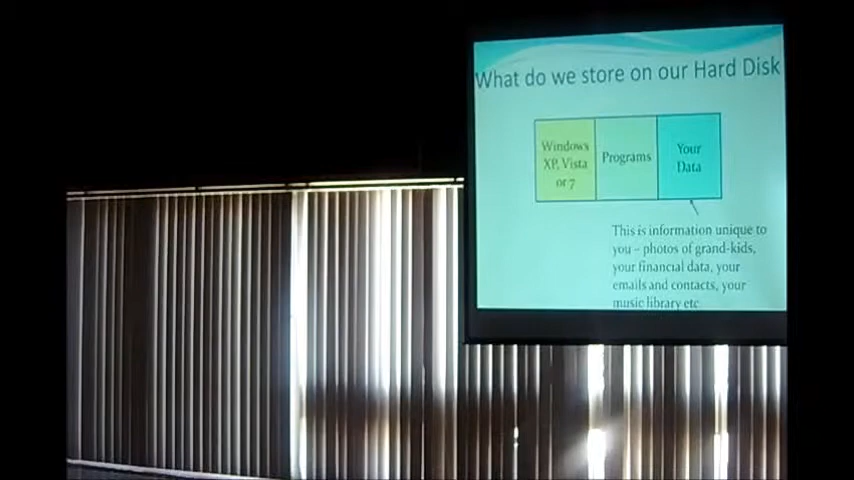 What do we store on our Hard Disk
Windows
XP, Vista
or 7
Programs
Your
Data
This is information unique to
you – photos of grand-kids,
your financial data, your
emails and contacts, your
music library etc